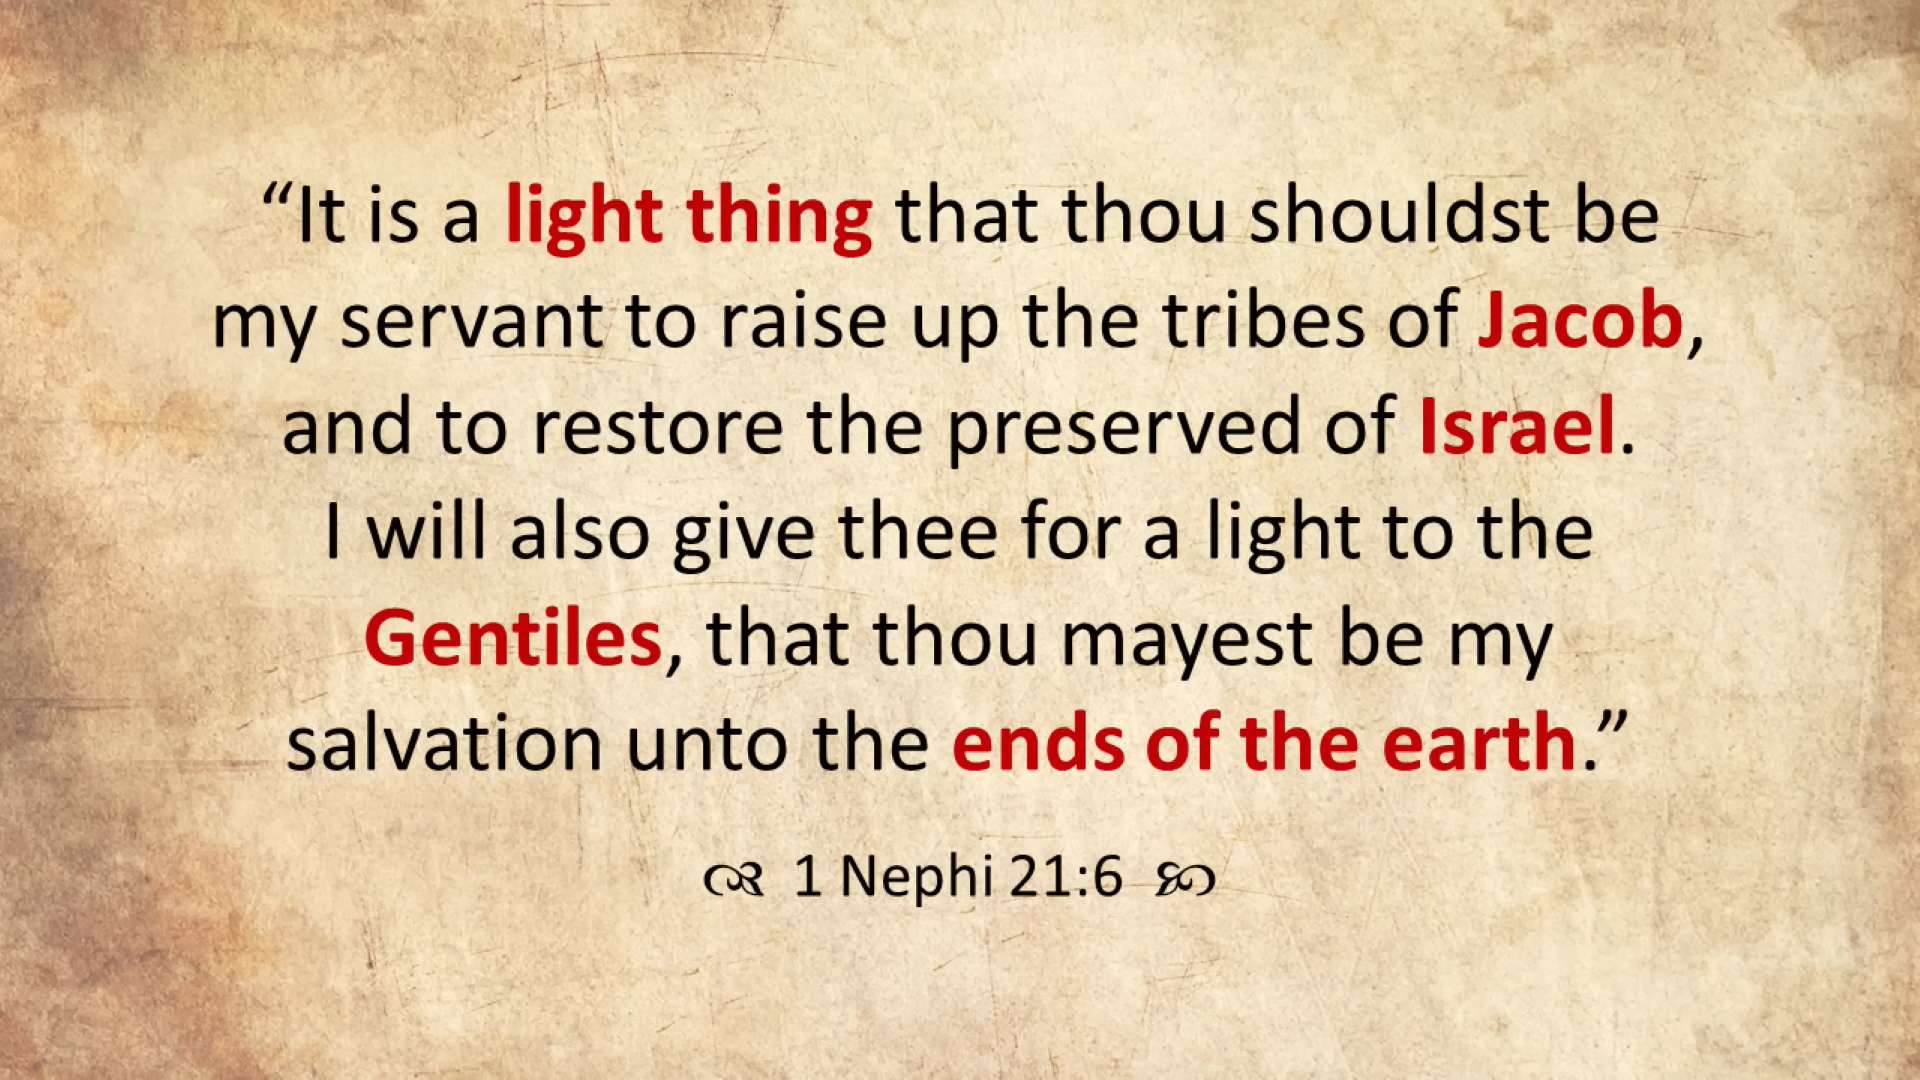 “It is a light thing that thou shouldst be
my servant to raise up the tribes of Jacob,
and to restore the preserved of Israel.
I will also give thee for a light to the
Gentiles, that thou mayest be my
salvation unto the ends of the earth.”
1 Nephi 21:6